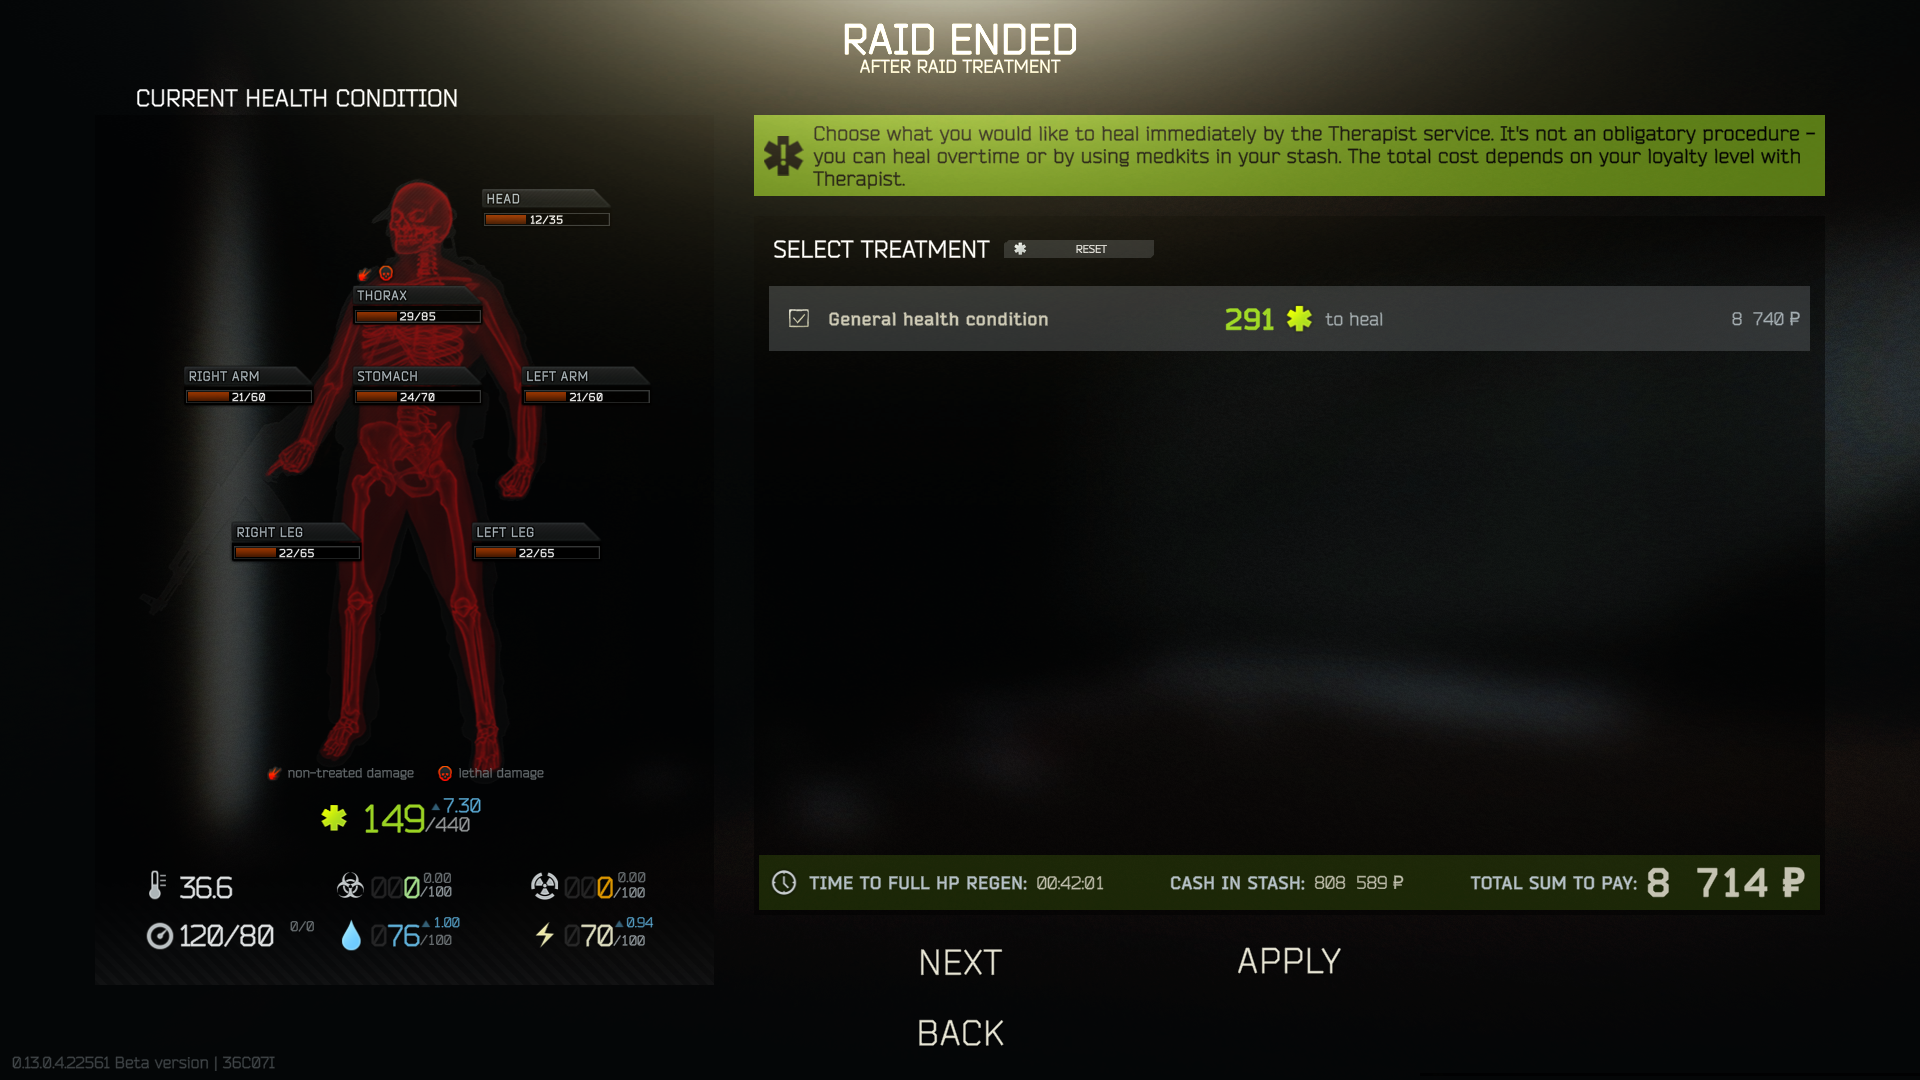 RAID ENDED
AFTER RAID TREATMENT
CURRENT HEALTH CONDITION
Choose what you would like to heal immediately by the Therapist service. It's not an obligatory procedure -
you can heal overtime or by using medkits in your stash. The total cost depends on your loyalty level with
Therapist.
HEAD
12/35
THORAX
29/85
RIGHT ARM
21/60
STOMACH
24/70
LEFT ARM
21/60
RIGHT LEG
22/65
LEFT LEG
22/65
non-treated damage
lethal damage
149/440
7.30
36.6
000/100
0.00
000/100
0.00
120/80
0/0
076/100
1.00
070/100
0.94
SELECT TREATMENT
RESET
General health condition
291 to heal
8 740 ₽
TIME TO FULL HP REGEN: 00:42:01
CASH IN STASH: 808 589 ₽
TOTAL SUM TO PAY: 8 714 ₽
NEXT
APPLY
BACK
0.13.0.4.22561 Beta version | 36C07I